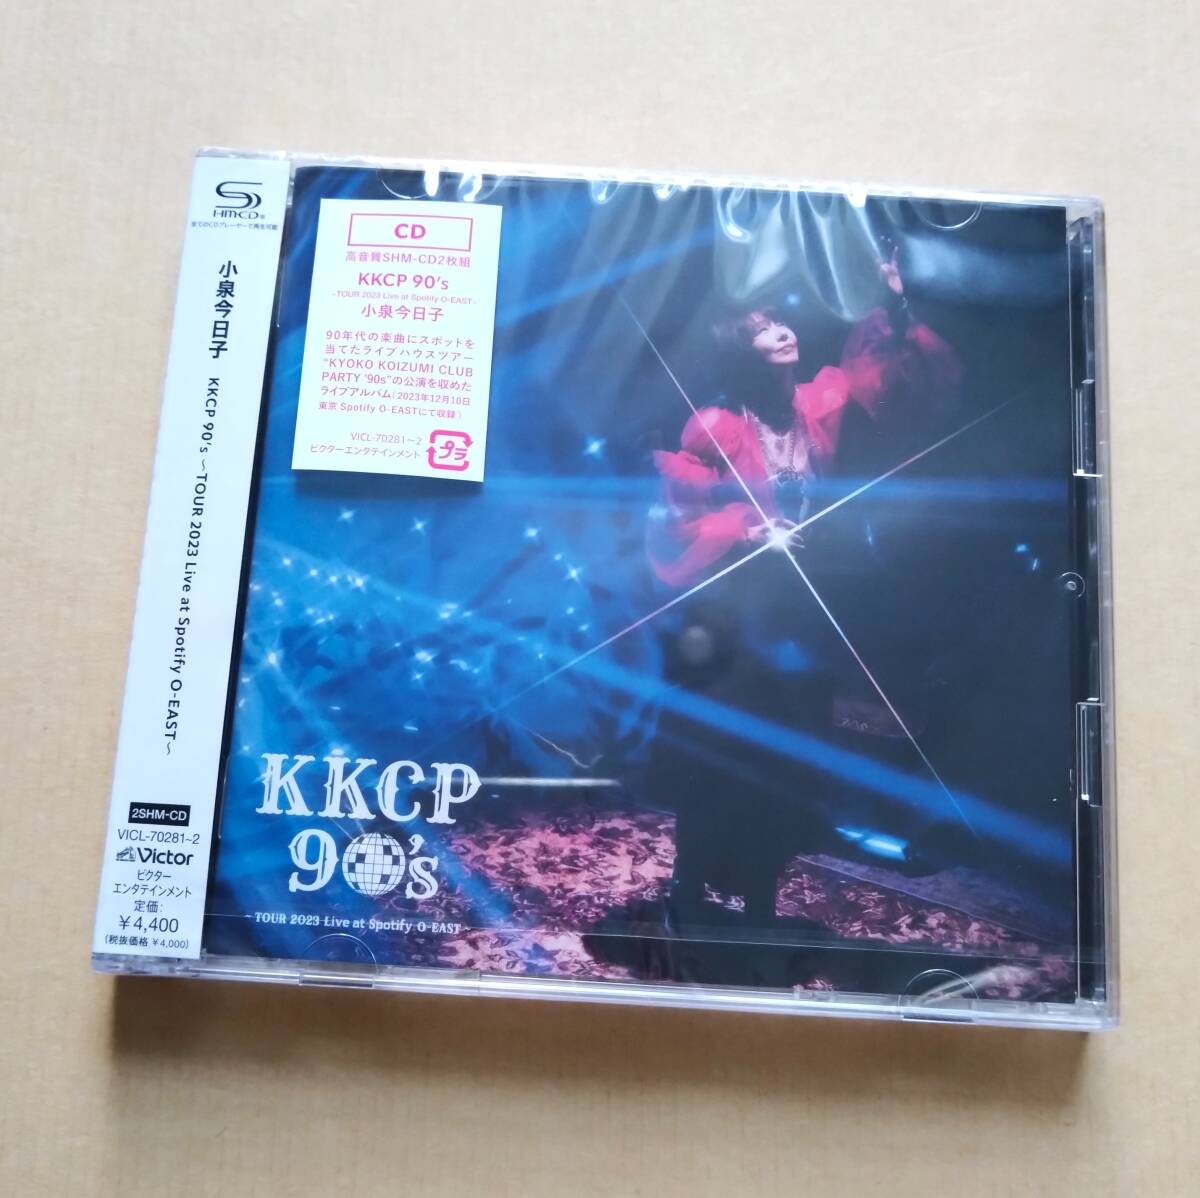 SHM-CD®
全てのCDプレーヤーで再生可能
小泉今日子 KKCP 90's ～TOUR 2023 Live at Spotify O-EAST～
2SHM-CD
VICL-70281~2
Victor
ビクター
エンタテインメント
定価:
¥4,400
(税抜価格 ¥4,000)
CD
高音質SHM-CD2枚組
KKCP 90's
~TOUR 2023 Live at Spotify O-EAST~
小泉今日子
90年代の楽曲にスポットを
当てたライブハウスツアー
"KYOKO KOIZUMI CLUB
PARTY '90s"の公演を収めた
ライブアルバム(2023年12月10日
東京 Spotify O-EASTにて収録)
VICL-70281~2
ビクターエンタテインメント
プラ
KKCP
90's
~ TOUR 2023 Live at Spotify O-EAST ~